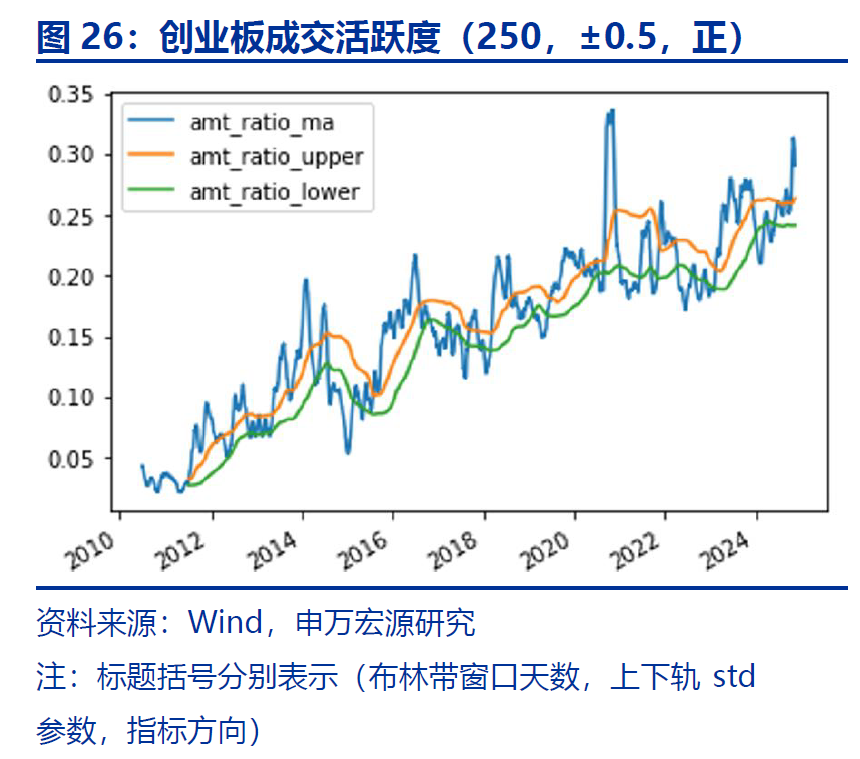 图 26：创业板成交活跃度（250，±0.5，正）
0.35
0.30
0.25
0.20
0.15
0.10
0.05
amt_ratio_ma
amt_ratio_upper
amt_ratio_lower
2010
2012
2014
2016
2018
2020
2022
2024
资料来源：Wind，申万宏源研究
注：标题括号分别表示（布林带窗口天数，上下轨 std
参数，指标方向）